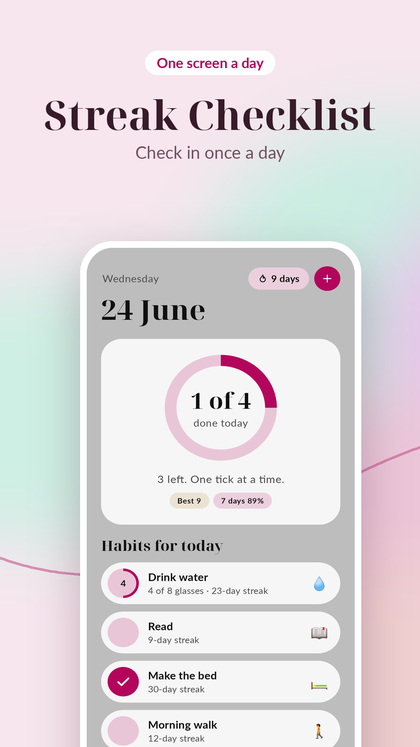 One screen a day
Streak Checklist
Check in once a day
Wednesday
9 days
+
24 June
1 of 4
done today
3 left. One tick at a time.
Best 9
7 days 89%
Habits for today
4
Drink water
4 of 8 glasses · 23-day streak
Read
9-day streak
Make the bed
30-day streak
Morning walk
12-day streak